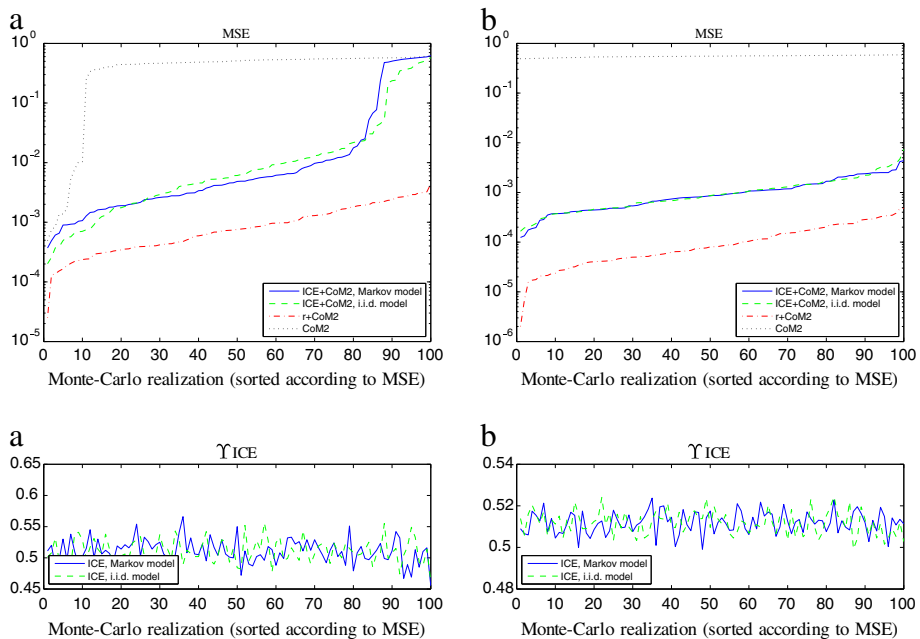 a
MSE
10^0
10^-1
10^-2
10^-3
10^-4
10^-5
ICE+CoM2, Markov model
ICE+CoM2, i.i.d. model
r+CoM2
CoM2
0 10 20 30 40 50 60 70 80 90 100
Monte-Carlo realization (sorted according to MSE)
b
MSE
10^0
10^-1
10^-2
10^-3
10^-4
10^-5
10^-6
ICE+CoM2, Markov model
ICE+CoM2, i.i.d. model
r+CoM2
CoM2
0 10 20 30 40 50 60 70 80 90 100
Monte-Carlo realization (sorted according to MSE)
a
ϒ ICE
0.65
0.6
0.55
0.5
0.45
ICE, Markov model
ICE, i.i.d. model
0 10 20 30 40 50 60 70 80 90 100
Monte-Carlo realization (sorted according to MSE)
b
ϒ ICE
0.54
0.52
0.5
0.48
ICE, Markov model
ICE, i.i.d. model
0 10 20 30 40 50 60 70 80 90 100
Monte-Carlo realization (sorted according to MSE)